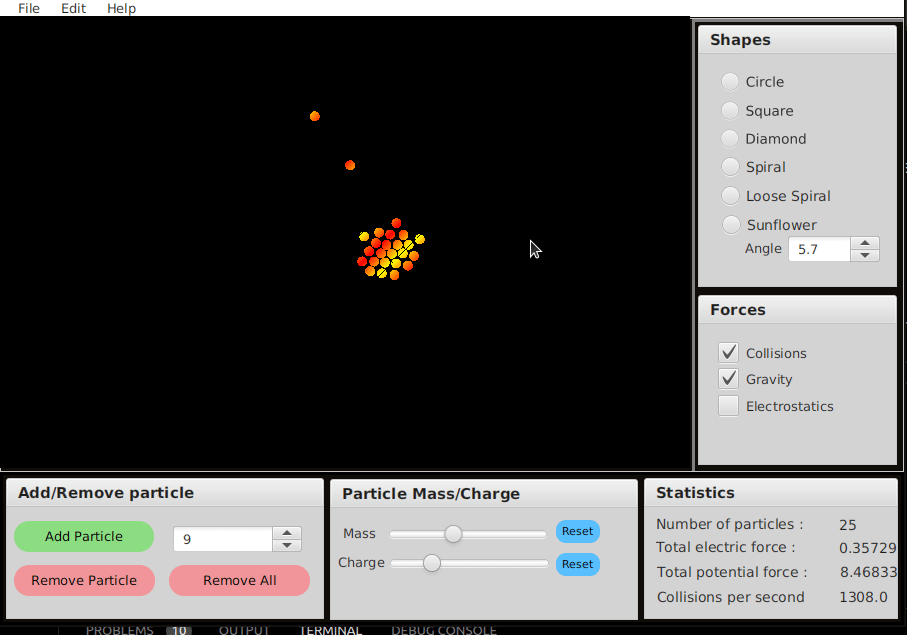 File Edit Help
Shapes
Circle
Square
Diamond
Spiral
Loose Spiral
Sunflower
Angle 5.7
Forces
Collisions
Gravity
Electrostatics
Add/Remove particle
Add Particle 9
Remove Particle Remove All
Particle Mass/Charge
Mass Reset
Charge Reset
Statistics
Number of particles : 25
Total electric force : 0.35729
Total potential force : 8.46833
Collisions per second 1308.0
PROBLEMS 10 OUTPUT TERMINAL DEBUG CONSOLE